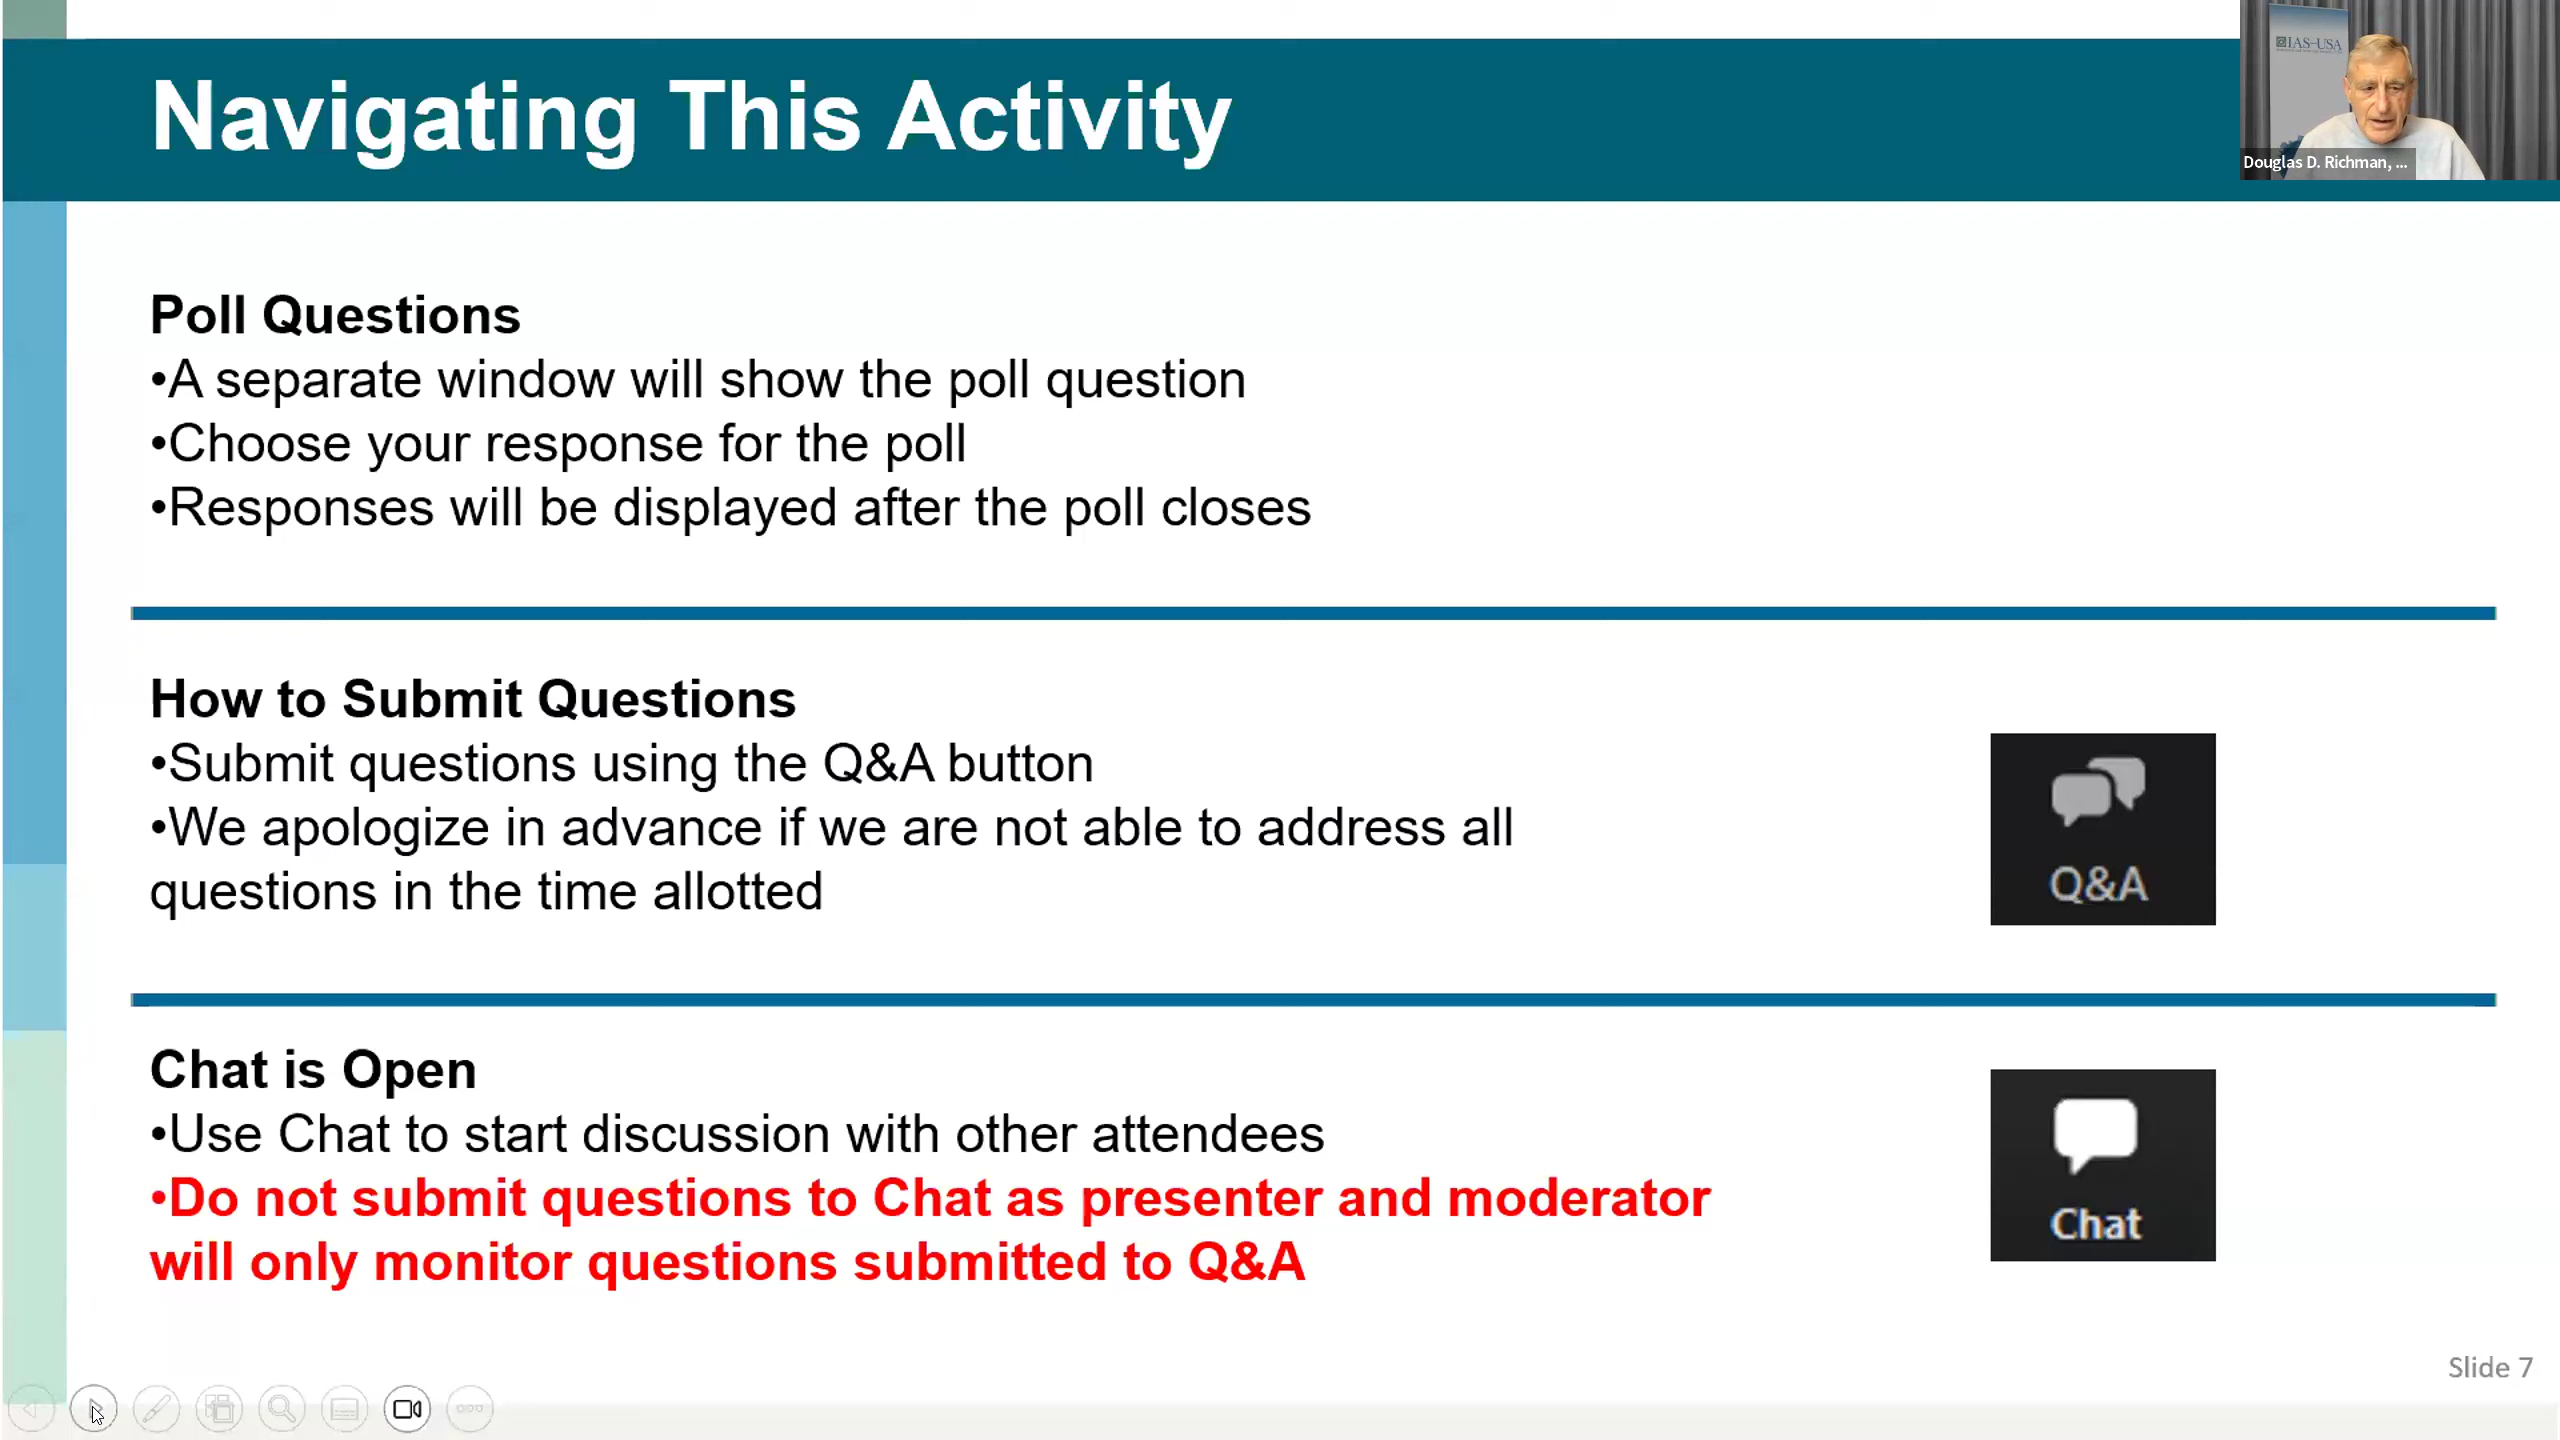 Navigating This Activity
IAS–USA
Douglas D. Richman, ...
Poll Questions
•A separate window will show the poll question
•Choose your response for the poll
•Responses will be displayed after the poll closes
How to Submit Questions
•Submit questions using the Q&A button
•We apologize in advance if we are not able to address all
questions in the time allotted
Q&A
Chat is Open
•Use Chat to start discussion with other attendees
•Do not submit questions to Chat as presenter and moderator
will only monitor questions submitted to Q&A
Chat
Slide 7